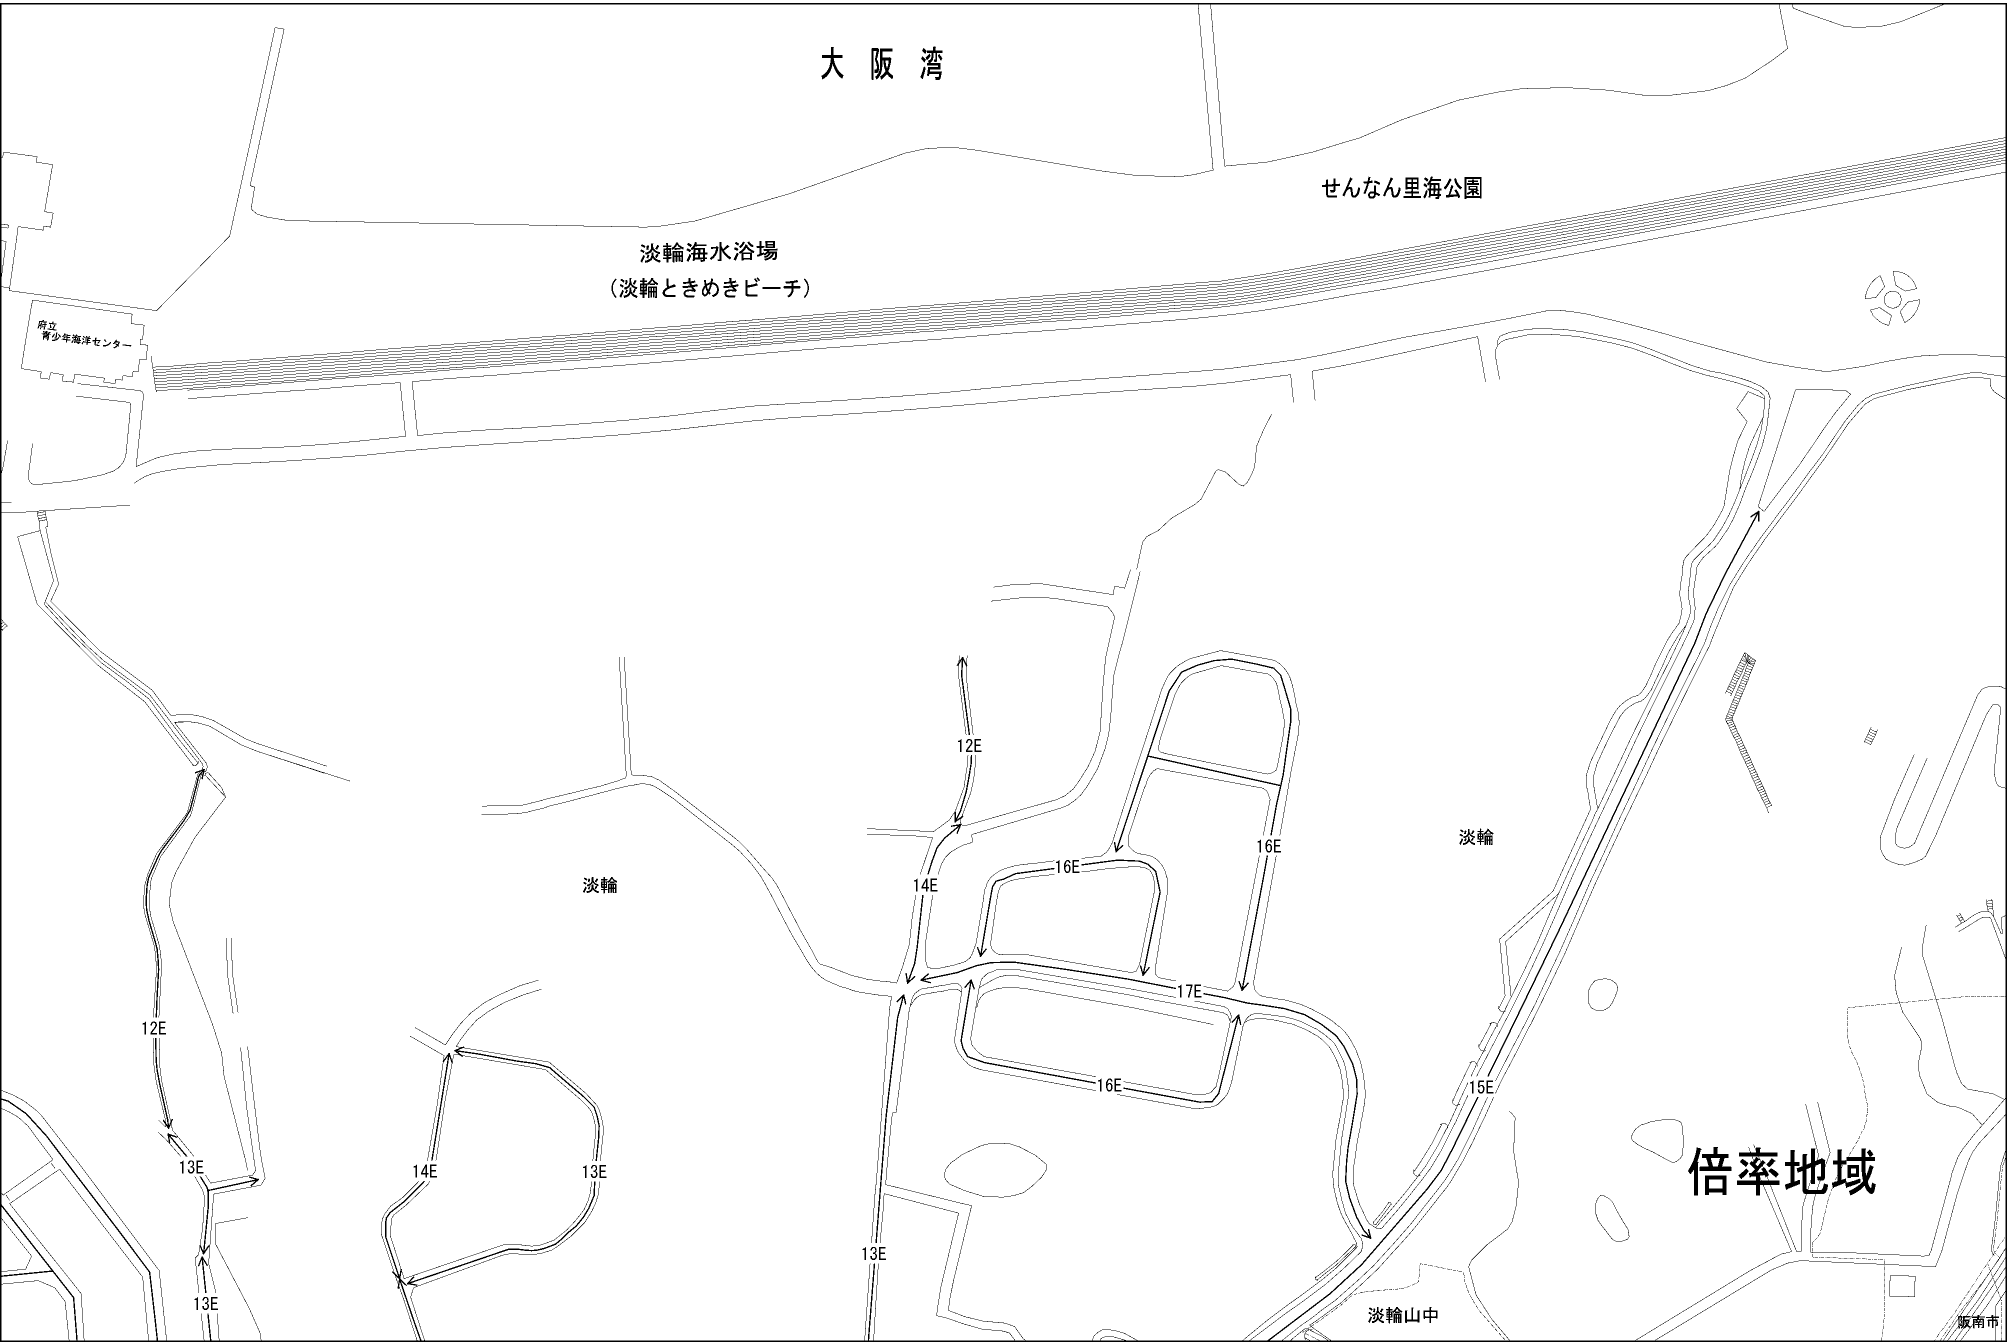 大阪湾
せんなん里海公園
淡輪海水浴場
(淡輪ときめきビーチ)
府立
青少年海洋センター
12E
淡輪
16E
16E
淡輪
14E
17E
12E
16E
15E
13E
14E
13E
倍率地域
13E
13E
淡輪山中
阪南市